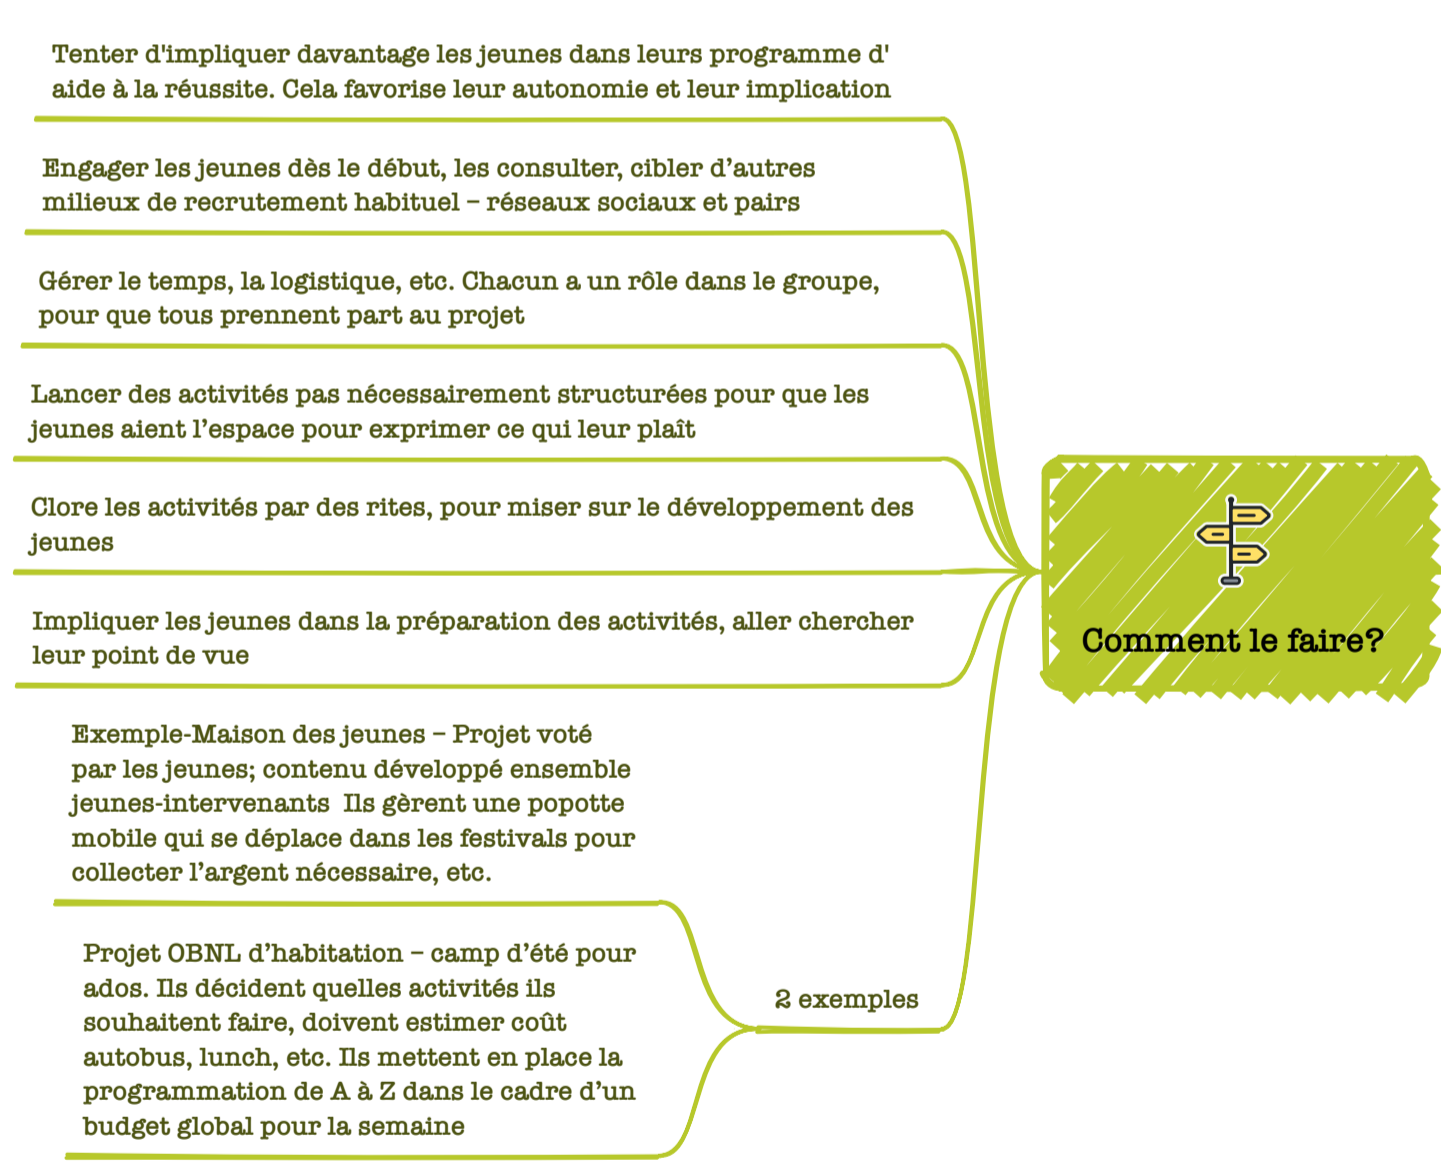 Tenter d'impliquer davantage les jeunes dans leurs programme d'
aide à la réussite. Cela favorise leur autonomie et leur implication
Engager les jeunes dès le début, les consulter, cibler d’autres
milieux de recrutement habituel – réseaux sociaux et pairs
Gérer le temps, la logistique, etc. Chacun a un rôle dans le groupe,
pour que tous prennent part au projet
Lancer des activités pas nécessairement structurées pour que les
jeunes aient l’espace pour exprimer ce qui leur plaît
Clore les activités par des rites, pour miser sur le développement des
jeunes
Impliquer les jeunes dans la préparation des activités, aller chercher
leur point de vue
Exemple-Maison des jeunes – Projet voté
par les jeunes; contenu développé ensemble
jeunes-intervenants  Ils gèrent une popotte
mobile qui se déplace dans les festivals pour
collecter l’argent nécessaire, etc.
Projet OBNL d’habitation – camp d’été pour
ados. Ils décident quelles activités ils
souhaitent faire, doivent estimer coût
autobus, lunch, etc. Ils mettent en place la
programmation de A à Z dans le cadre d’un
budget global pour la semaine
2 exemples
Comment le faire?